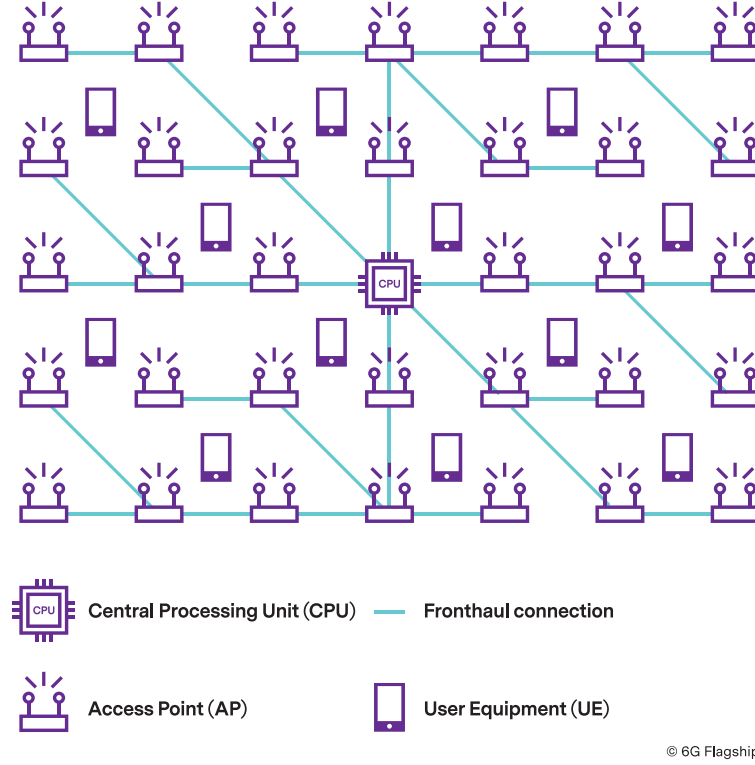 CPU
CPU
Central Processing Unit (CPU)
Fronthaul connection
Access Point (AP)
User Equipment (UE)
© 6G Flagship